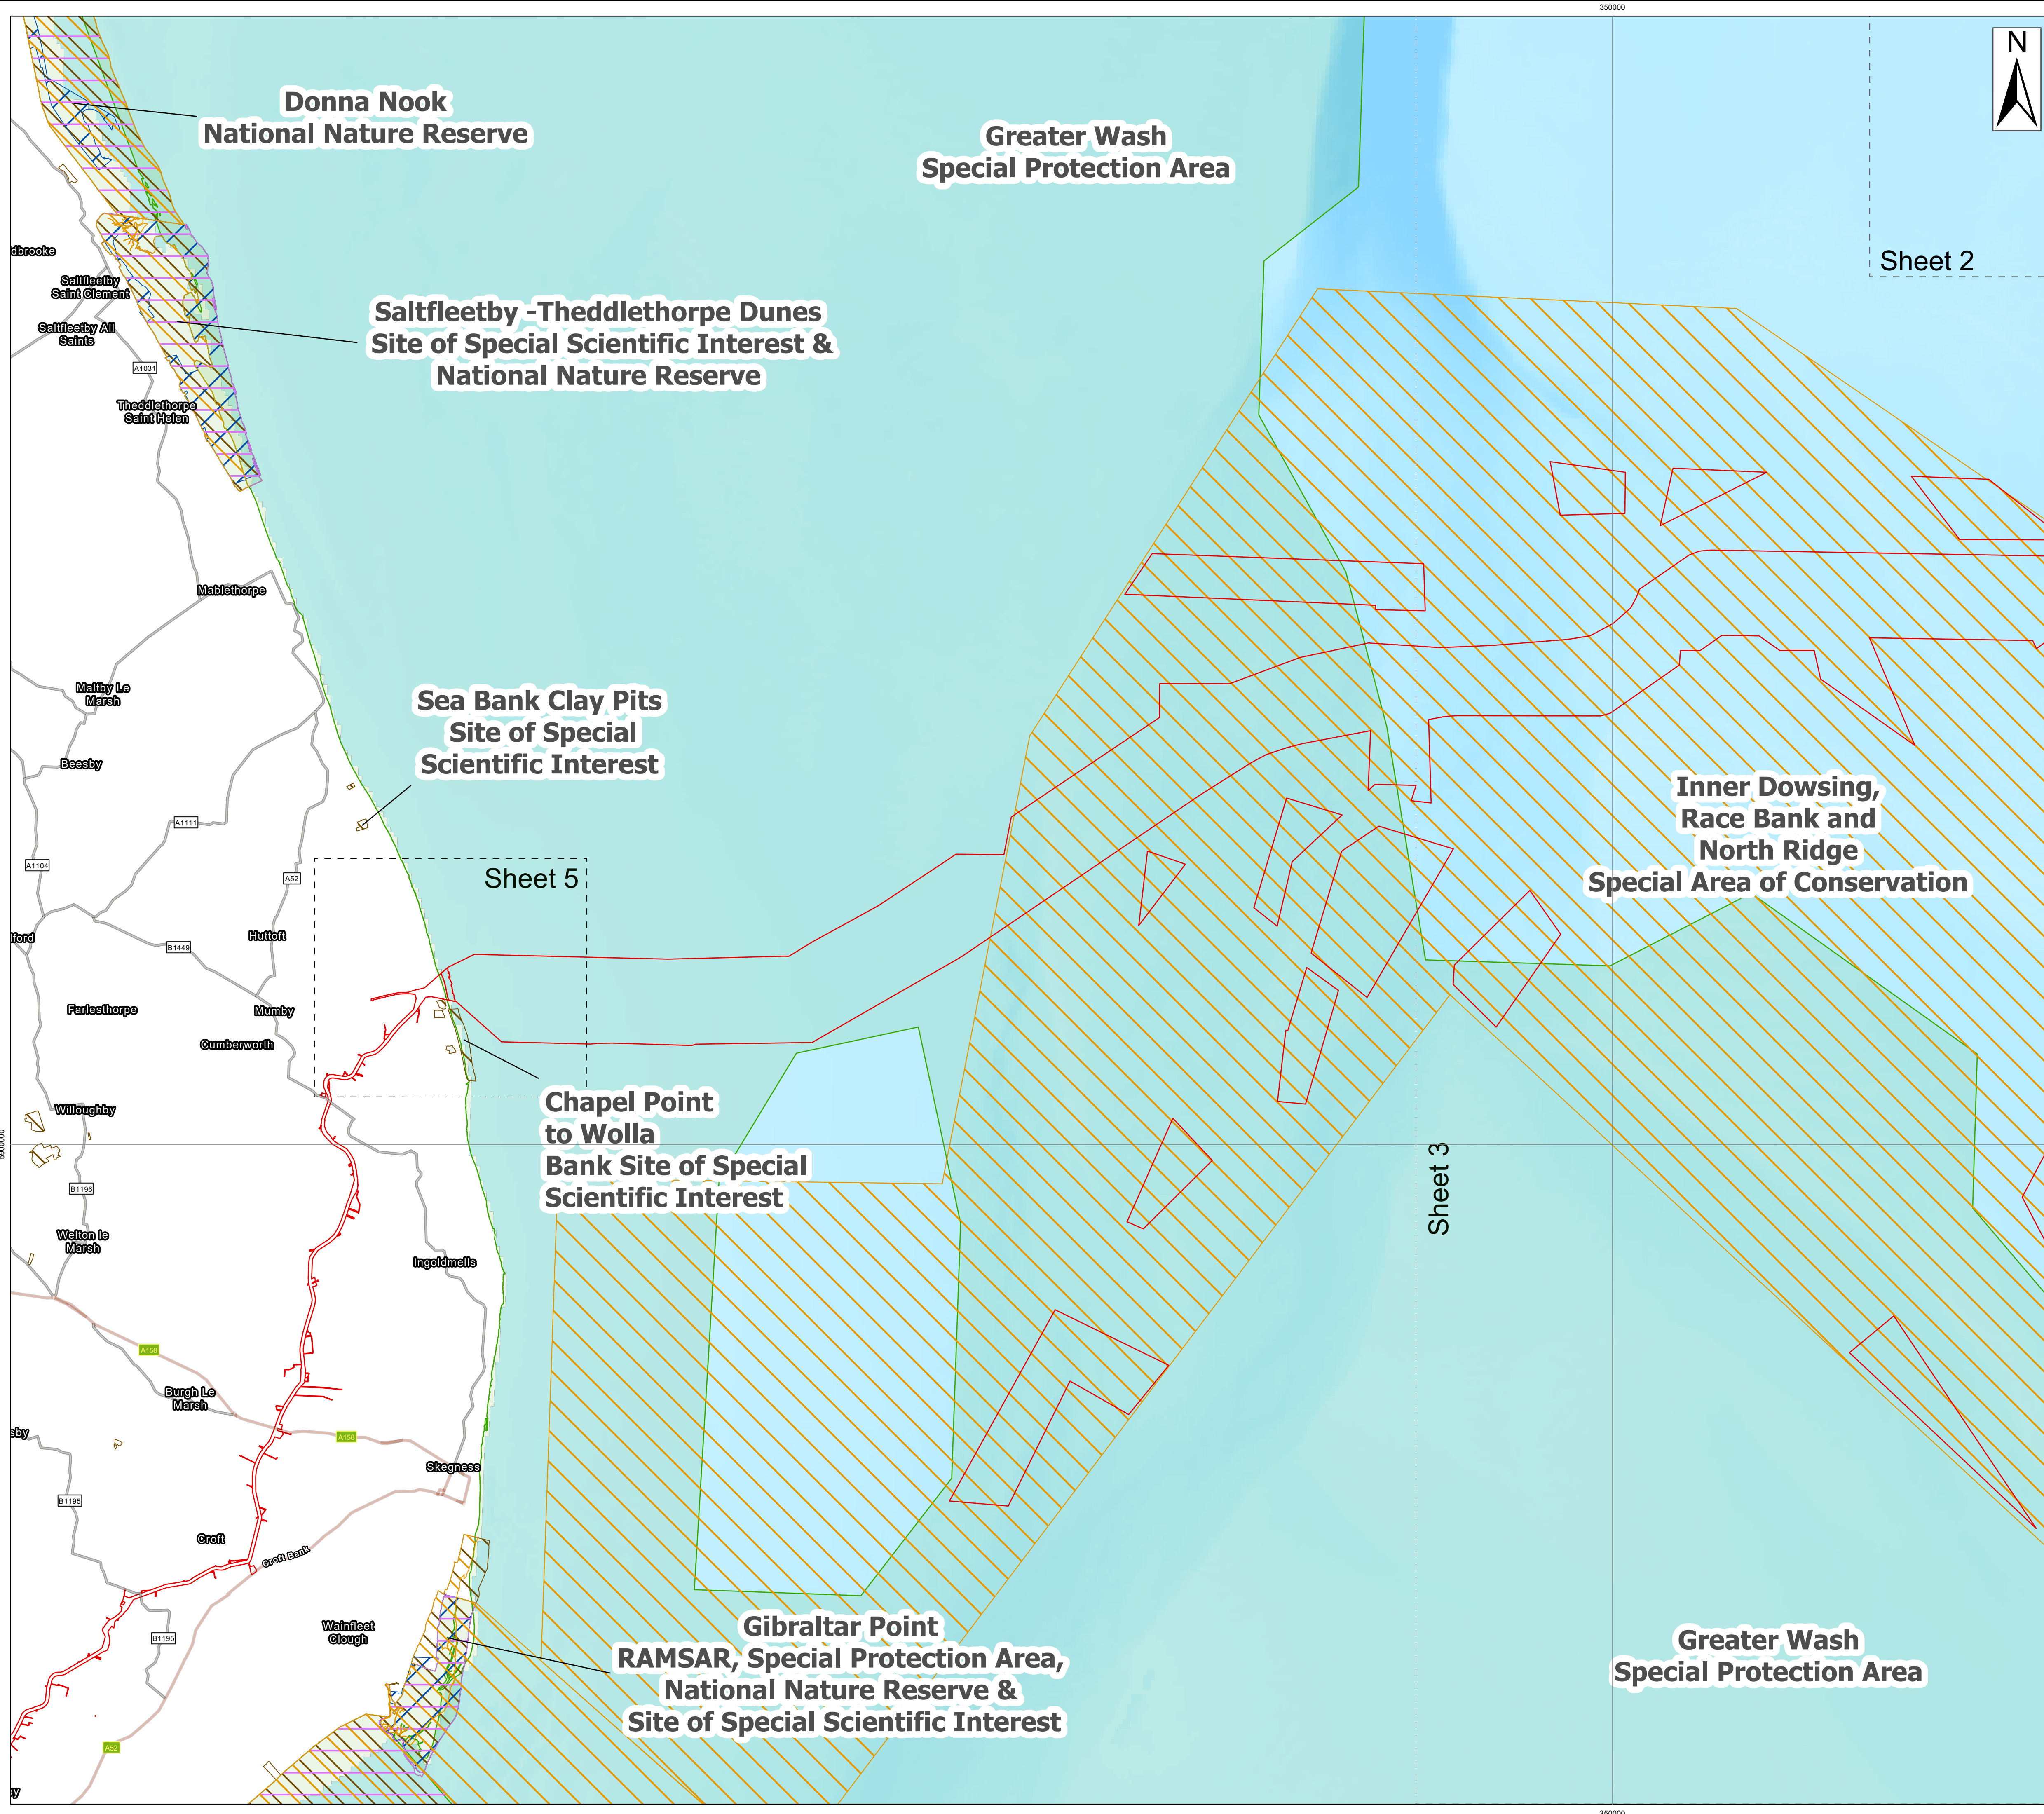 350000
N
Donna Nook
National Nature Reserve
Greater Wash
Special Protection Area
dbrooke
Sheet 2
Saltfleetby
Saint Clement
Saltfleetby -Theddlethorpe Dunes
Site of Special Scientific Interest &
National Nature Reserve
Saltfleetby All
Saints
A1031
Theddlethorpe
Saint Helen
Mablethorpe
Maltby Le
Marsh
Sea Bank Clay Pits
Site of Special
Scientific Interest
Beesby
Inner Dowsing,
Race Bank and
North Ridge
Special Area of Conservation
A1111
A1104
A52
Sheet 5
lford
B1449
Huttoft
Farlesthorpe
Mumby
Cumberworth
Willoughby
Chapel Point
to Wolla
Bank Site of Special
Scientific Interest
5900000
Sheet 3
B1196
Welton le
Marsh
Ingoldmells
A158
Burgh Le
Marsh
sby
A158
Skegness
B1195
Croft
Croft Bank
Wainfleet
Clough
B1195
Gibraltar Point
RAMSAR, Special Protection Area,
National Nature Reserve &
Site of Special Scientific Interest
Greater Wash
Special Protection Area
A52
y
350000